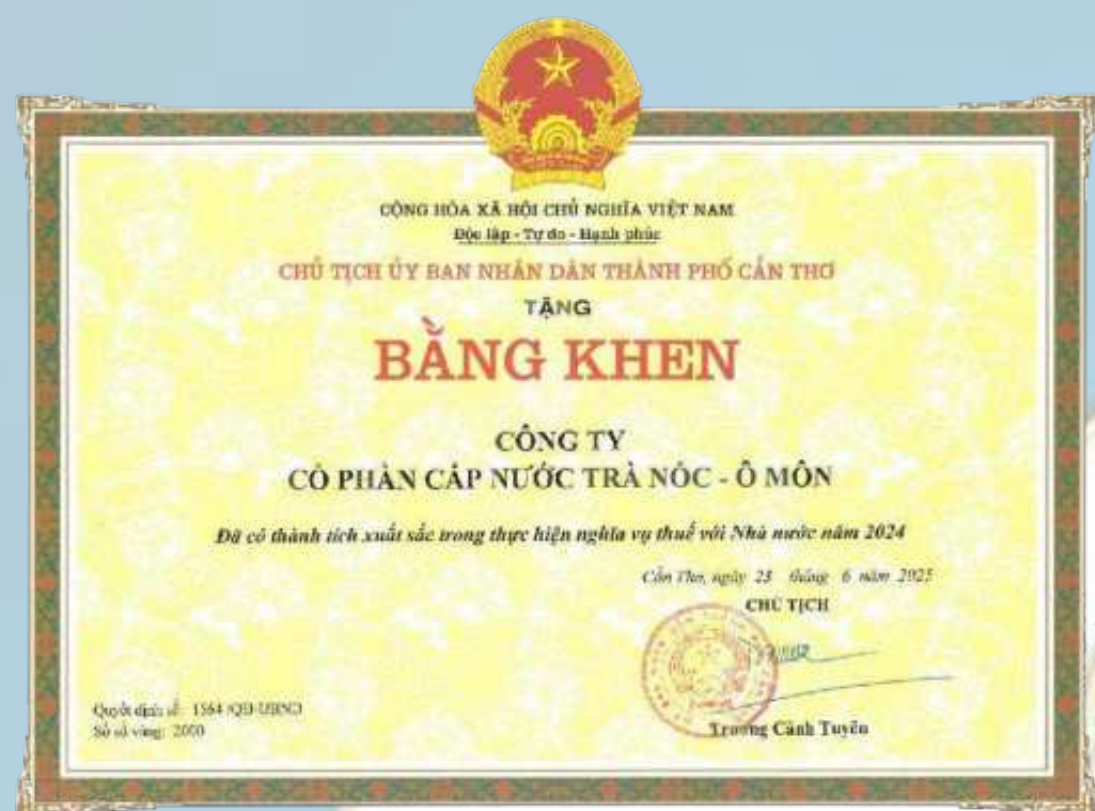 CỘNG HÒA XÃ HỘI CHỦ NGHĨA VIỆT NAM
Độc lập - Tự do - Hạnh phúc
CHỦ TỊCH ỦY BAN NHÂN DÂN THÀNH PHỐ CẦN THƠ
TẶNG
BẰNG KHEN
CÔNG TY
CỔ PHẦN CẤP NƯỚC TRÀ NÓC - Ô MÔN
Đã có thành tích xuất sắc trong thực hiện nghĩa vụ thuế với Nhà nước năm 2024
Cần Thơ, ngày 23 tháng 6 năm 2025
CHỦ TỊCH
Trương Cảnh Tuyên
Quyết định số: 1564 /QĐ-UBND
Số sổ vàng: 2000